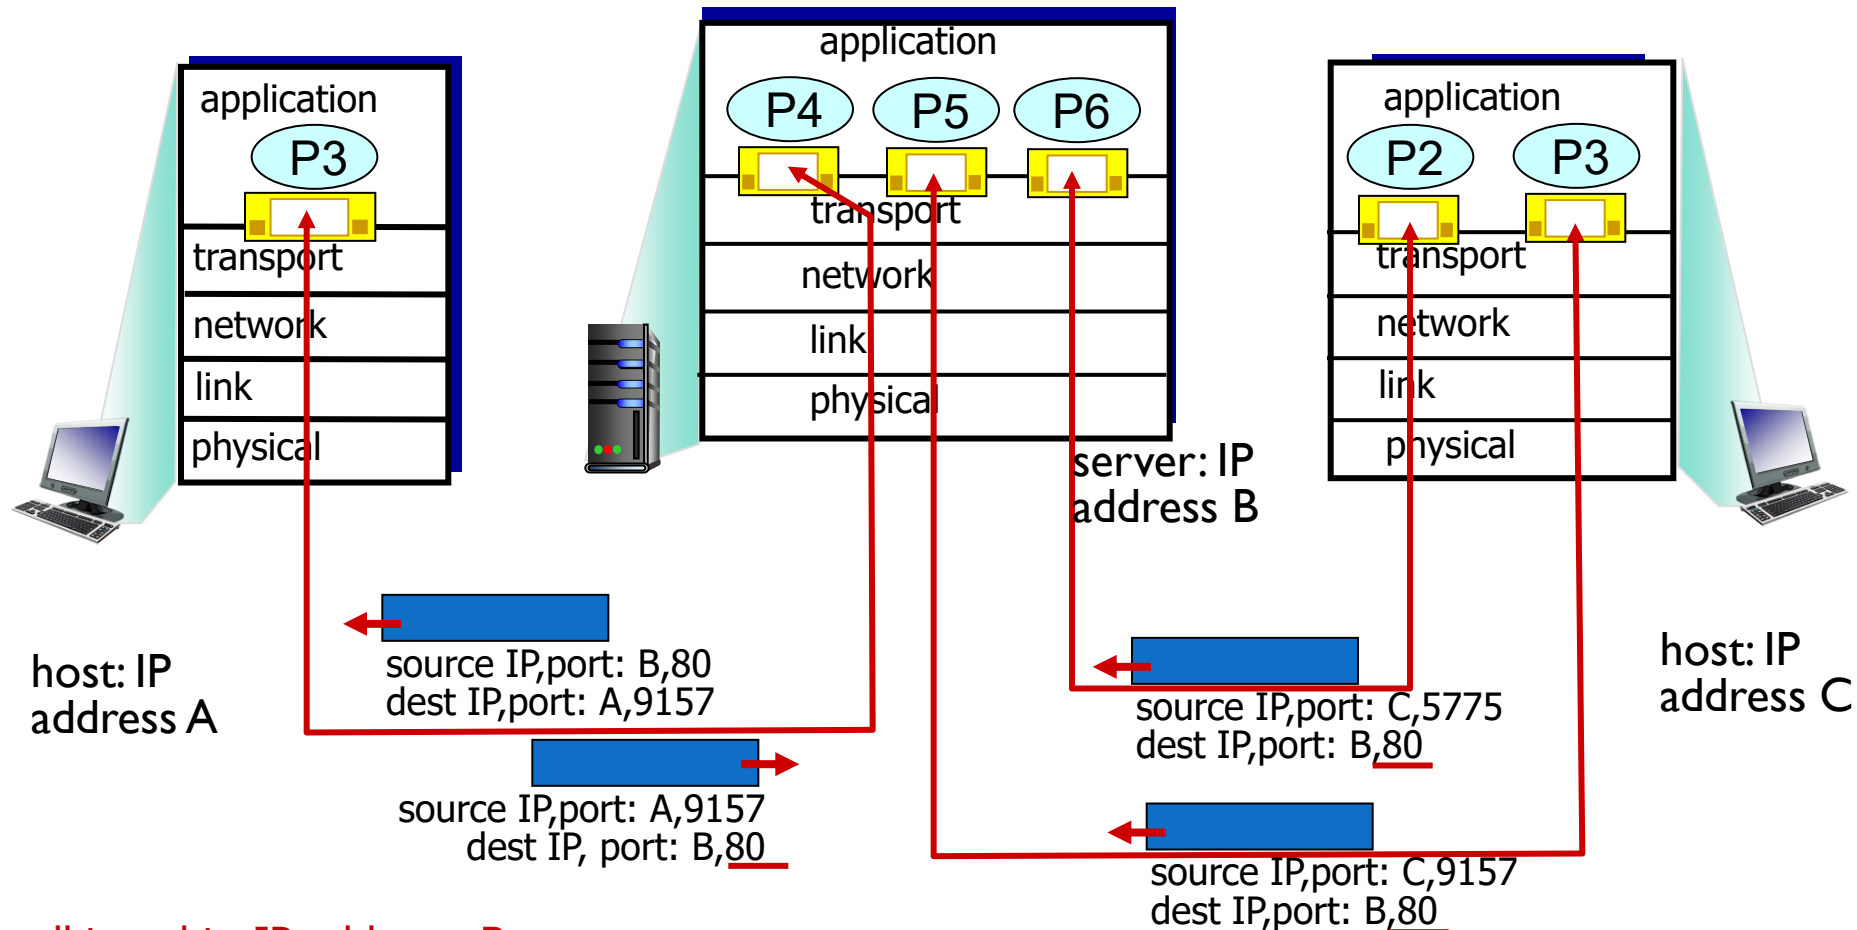 application
P3
transport
network
link
physical
host: IP
address A
application
P4 P5 P6
transport
network
link
physical
server: IP
address B
application
P2 P3
transport
network
link
physical
host: IP
address C
source IP,port: B,80
dest IP,port: A,9157
source IP,port: A,9157
dest IP, port: B,80
source IP,port: C,5775
dest IP,port: B,80
source IP,port: C,9157
dest IP,port: B,80